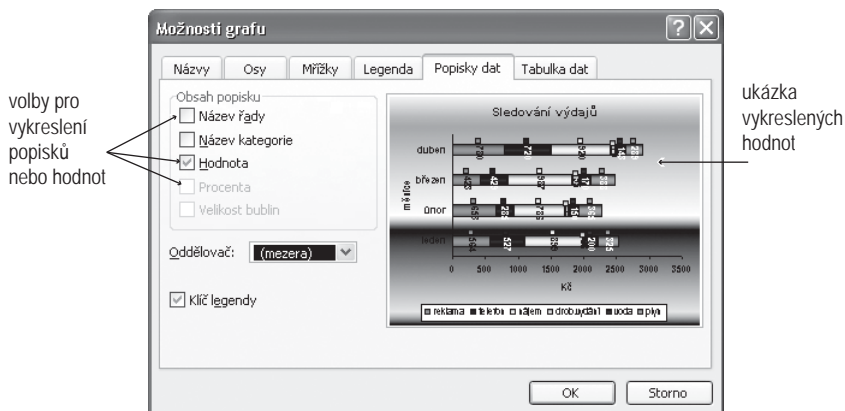 Možnosti grafu
Názvy
Osy
Mřížky
Legenda
Popisky dat
Tabulka dat
volby pro
vykreslení
popisků
nebo hodnot
Obsah popisku
Název řady
Název kategorie
Hodnota
Procenta
Velikost bublin
Oddělovač: (mezera)
Klíč legendy
Sledování výdajů
duben
březen
únor
leden
měsíce
0 500 1000 1500 2000 2500 3000 3500
Kč
reklama telefon nájem drob.vydání voda plyn
ukázka
vykreslených
hodnot
OK
Storno